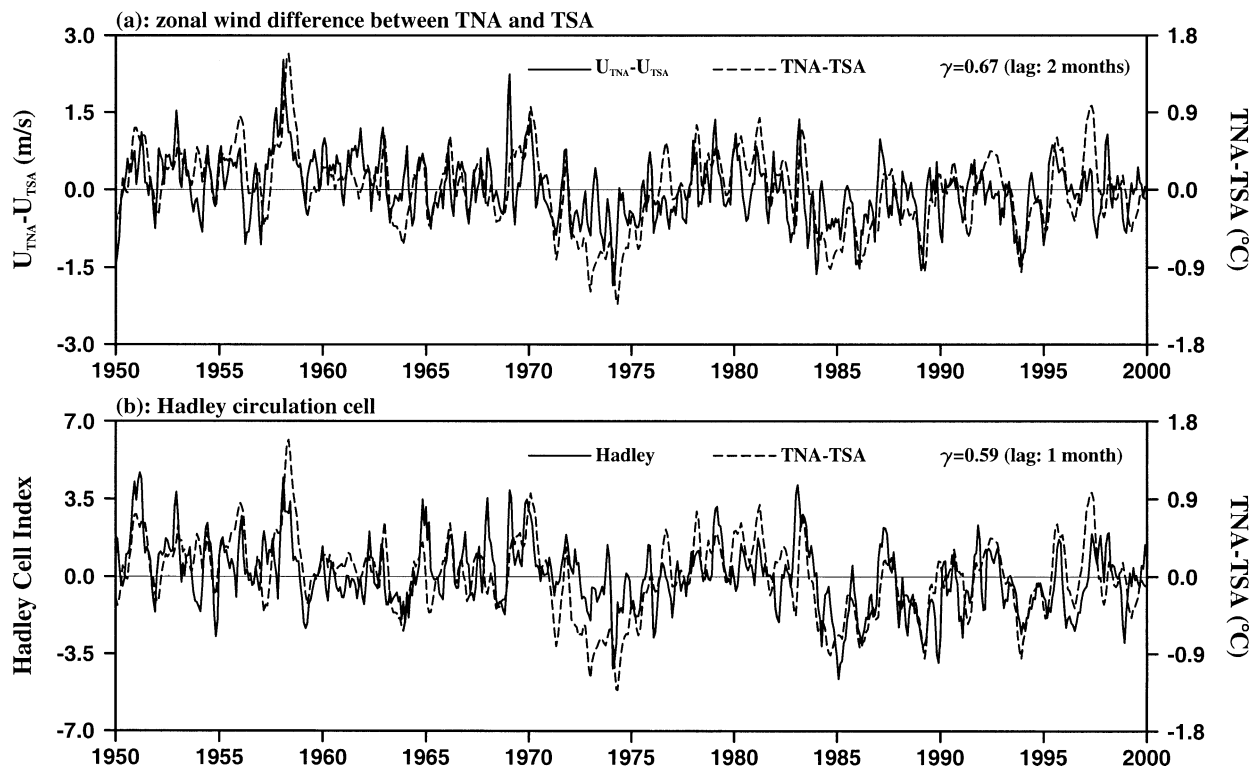 (a): zonal wind difference between TNA and TSA
U_TNA-U_TSA TNA-TSA γ=0.67 (lag: 2 months)
U_TNA-U_TSA (m/s)
3.0
1.5
0.0
-1.5
-3.0
1.8
0.9
0.0
-0.9
-1.8
TNA-TSA (°C)
1950 1955 1960 1965 1970 1975 1980 1985 1990 1995 2000
(b): Hadley circulation cell
Hadley TNA-TSA γ=0.59 (lag: 1 month)
Hadley Cell Index
7.0
3.5
0.0
-3.5
-7.0
1.8
0.9
0.0
-0.9
-1.8
TNA-TSA (°C)
1950 1955 1960 1965 1970 1975 1980 1985 1990 1995 2000